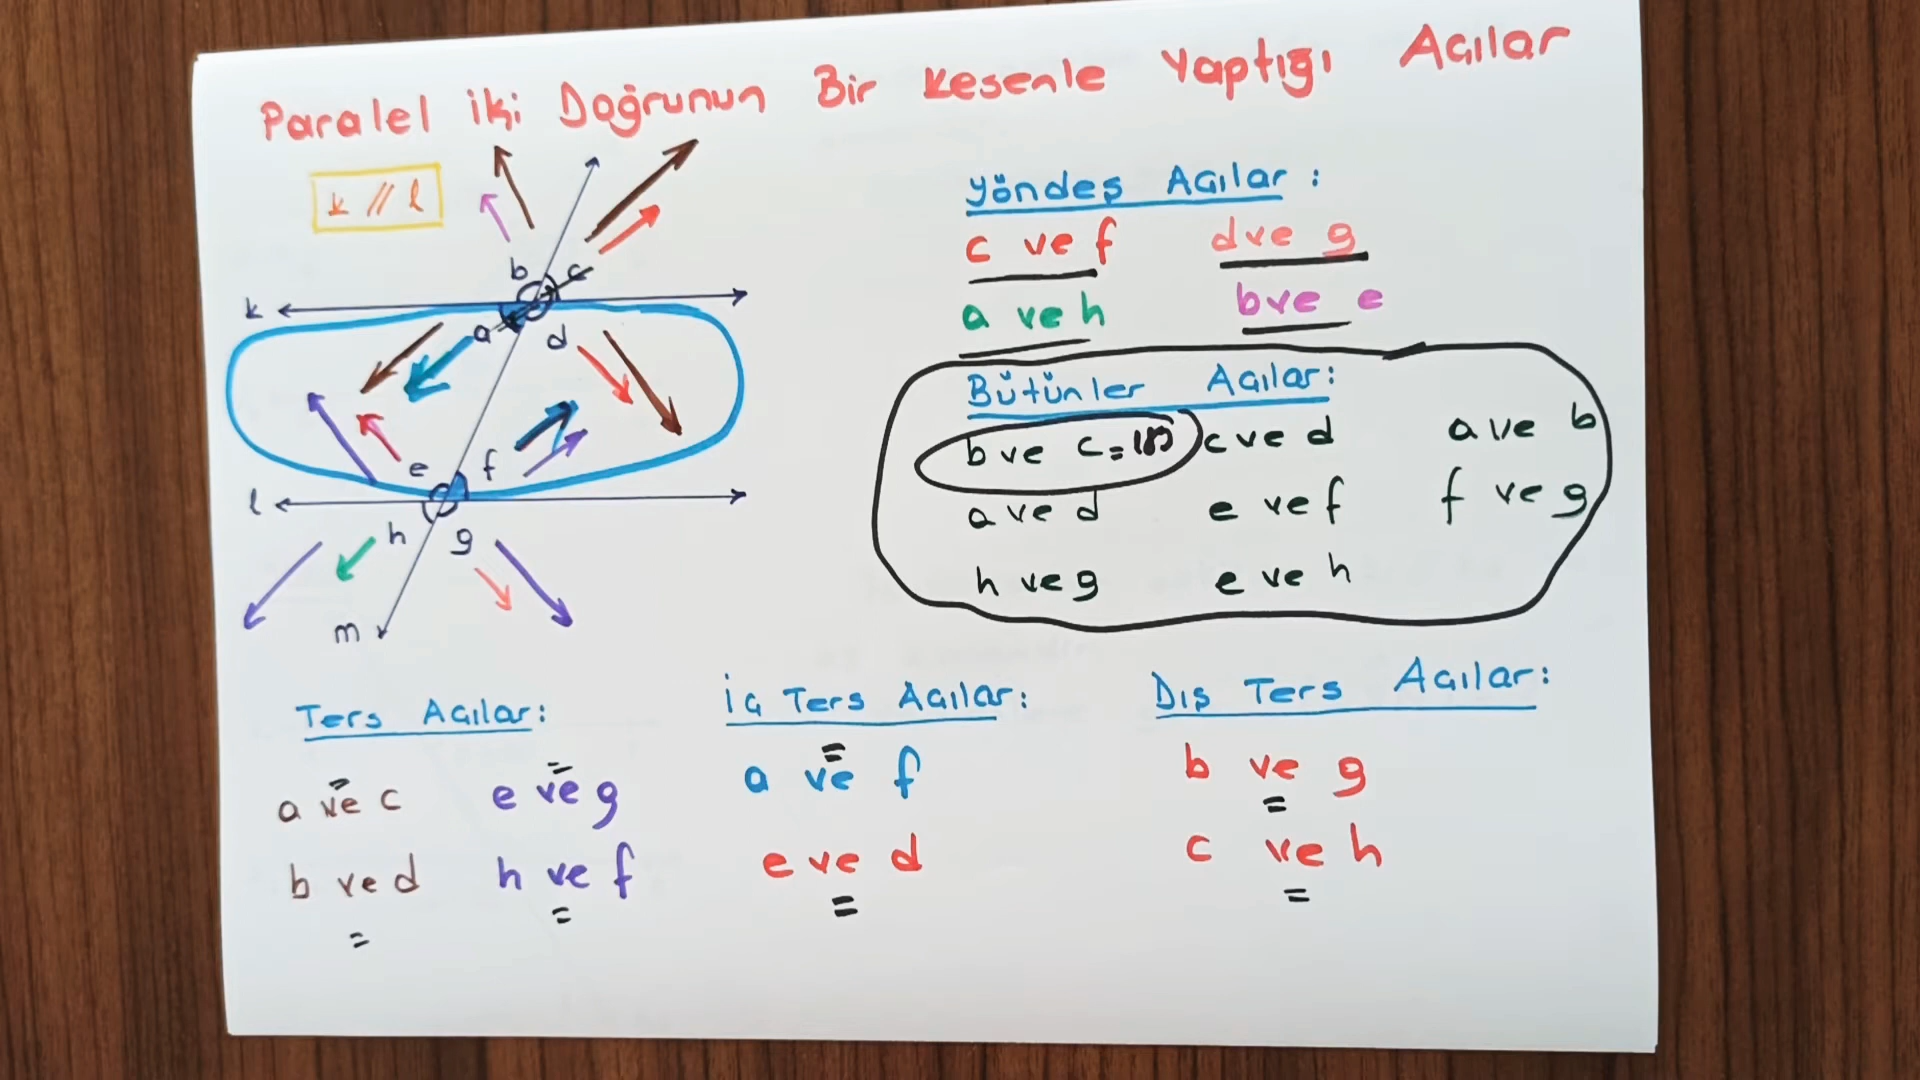 Paralel iki Doğrunun Bir Kesenle Yaptığı Açılar
k // l
b c
k
a d
e f
l
h g
m
Yöndeş Açılar :
c ve f d ve g
a ve h b ve e
Bütünler Açılar:
b ve c = 180 c ve d a ve b
a ve d e ve f f ve g
h ve g e ve h
Ters Açılar:
a ve c e ve g
= =
b ve d h ve f
= =
İç Ters Açılar:
a ve f
=
e ve d
=
Dış Ters Açılar:
b ve g
=
c ve h
=